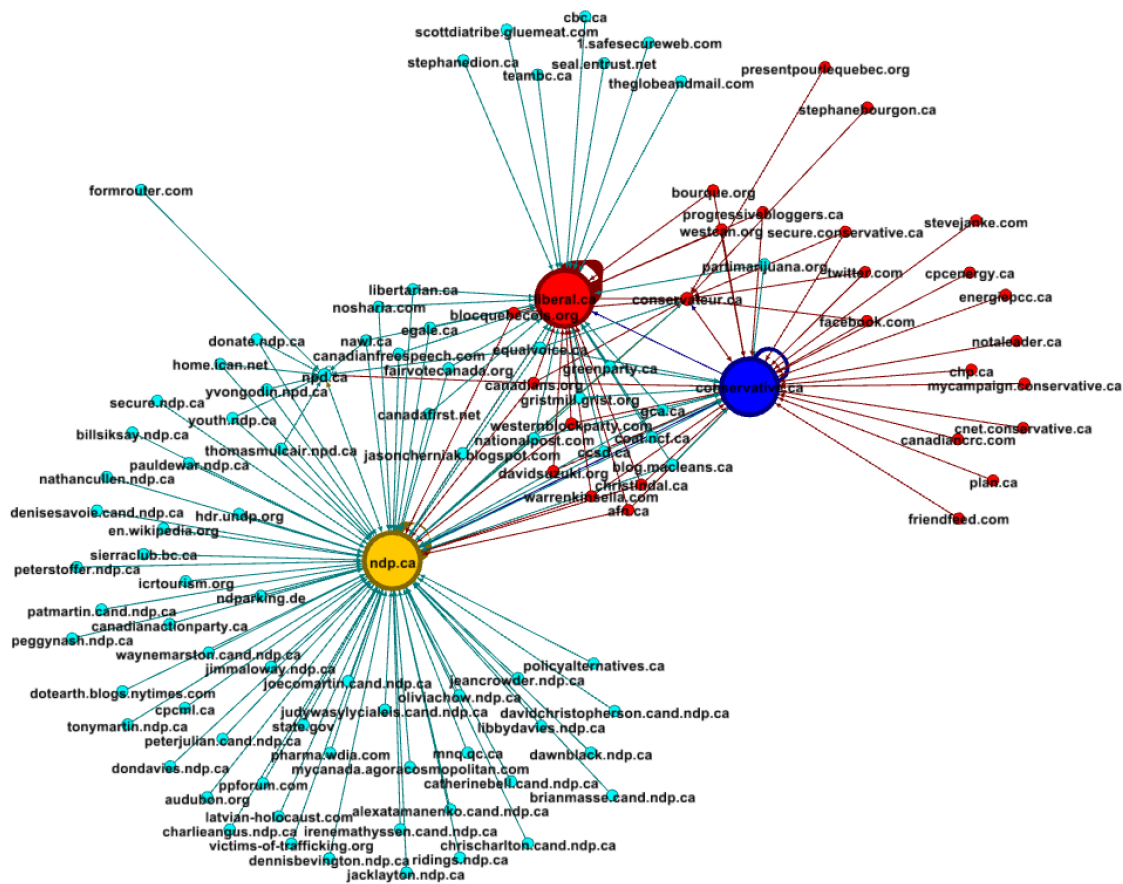 cbc.ca
scottdiatribe.gluemeat.com
1.safesecureweb.com
stephanedion.ca
seal.entrust.net
teambc.ca
theglobeandmail.com
presentpourlequebec.org
stephanebourgon.ca
formrouter.com
bourque.org
progressivebloggers.ca
stevejanke.com
westcan.org
secure.conservative.ca
partimarijuana.org
twitter.com
cpcenergy.ca
libertarian.ca
energiepcc.ca
liberal.ca
conservateur.ca
nosharia.com
blocquebecois.org
facebook.com
egale.ca
donate.ndp.ca
nawl.ca
notaleader.ca
equalvoice.ca
canadianfreespeech.com
home.ican.net
fairvotecanada.org
greenparty.ca
chp.ca
npd.ca
canadians.org
conservative.ca
mycampaign.conservative.ca
yvongodin.npd.ca
gristmill.grist.org
secure.ndp.ca
canadafirst.net
gca.ca
youth.ndp.ca
westernblockparty.com
cnet.conservative.ca
billsiksay.ndp.ca
nationalpost.com
coat.ncf.ca
canadiancrc.com
thomasmulcair.npd.ca
jasoncherniak.blogspot.com
ccsd.ca
pauldewar.ndp.ca
blog.macleans.ca
davidsuzuki.org
nathancullen.ndp.ca
christindal.ca
plan.ca
warrenkinsella.com
denisesavoie.cand.ndp.ca
hdr.undp.org
afn.ca
friendfeed.com
en.wikipedia.org
sierraclub.bc.ca
ndp.ca
peterstoffer.ndp.ca
icrtourism.org
ndparking.de
patmartin.cand.ndp.ca
canadianactionparty.ca
peggynash.ndp.ca
waynemarston.cand.ndp.ca
policyalternatives.ca
jimmaloway.ndp.ca
jeancrowder.ndp.ca
joecomartin.cand.ndp.ca
dotearth.blogs.nytimes.com
oliviachow.ndp.ca
cpcml.ca
judywasylycialeis.cand.ndp.ca
davidchristopherson.cand.ndp.ca
tonymartin.ndp.ca
state.gov
libbydavies.ndp.ca
peterjulian.cand.ndp.ca
pharma.wdia.com
mnq.qc.ca
dawnblack.ndp.ca
dondavies.ndp.ca
mycanada.agoracosmopolitan.com
ppforum.com
catherinebell.cand.ndp.ca
audubon.org
brianmasse.cand.ndp.ca
latvian-holocaust.com
alexatamanenko.cand.ndp.ca
charlieangus.ndp.ca
irenemathyssen.cand.ndp.ca
victims-of-trafficking.org
chrischarlton.cand.ndp.ca
dennisbevington.ndp.ca
ridings.ndp.ca
jacklayton.ndp.ca